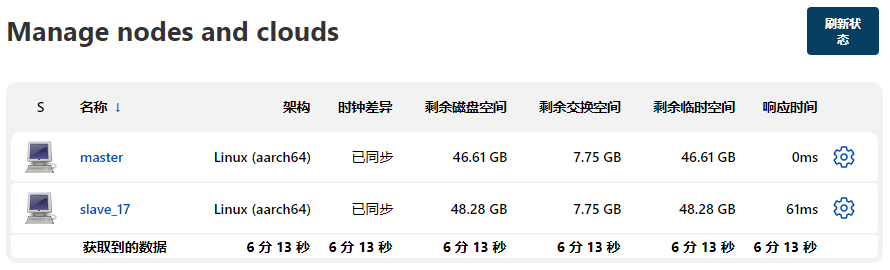 Manage nodes and clouds
刷新状
态
S 名称 ↓ 架构 时钟差异 剩余磁盘空间 剩余交换空间 剩余临时空间 响应时间
master Linux (aarch64) 已同步 46.61 GB 7.75 GB 46.61 GB 0ms
slave_17 Linux (aarch64) 已同步 48.28 GB 7.75 GB 48.28 GB 61ms
获取到的数据 6 分 13 秒 6 分 13 秒 6 分 13 秒 6 分 13 秒 6 分 13 秒 6 分 13 秒